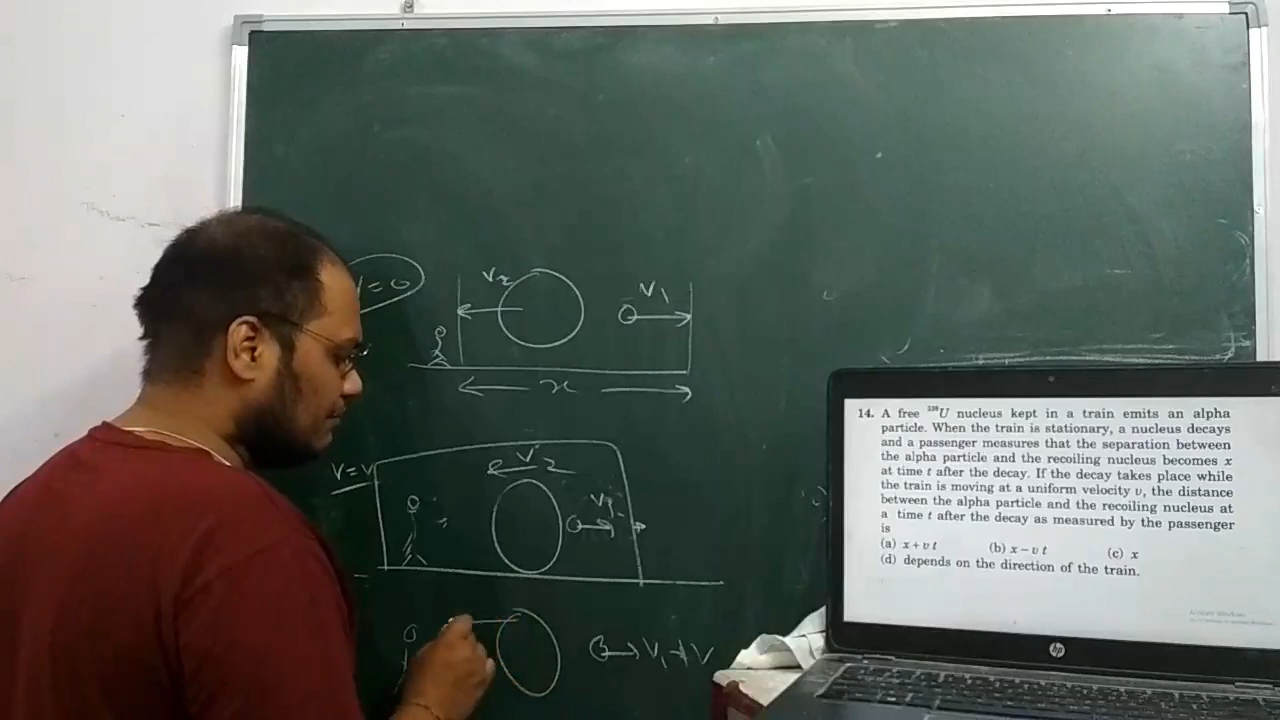 V = 0
V₂
V₁
x
V = V
V₂
V₁
V₁ + V
14. A free ²³⁸U nucleus kept in a train emits an alpha
particle. When the train is stationary, a nucleus decays
and a passenger measures that the separation between
the alpha particle and the recoiling nucleus becomes x
at time t after the decay. If the decay takes place while
the train is moving at a uniform velocity υ, the distance
between the alpha particle and the recoiling nucleus at
a time t after the decay as measured by the passenger
is
(a) x + υ t (b) x − υ t (c) x
(d) depends on the direction of the train.
hp